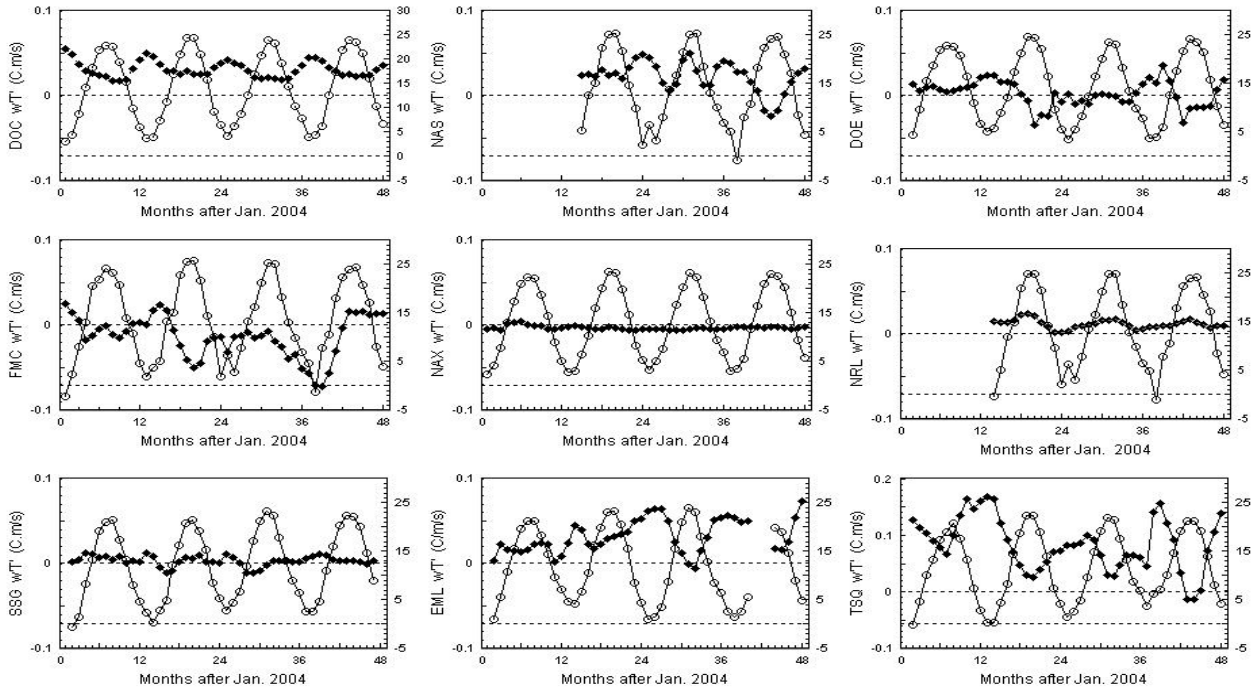 DOC wT' (C.m/s)
0.1
0
-0.1
0 12 24 36 48
30
25
20
15
10
5
0
-5
Months after Jan. 2004
NAS wT' (C.m/s)
0.1
0
-0.1
0 12 24 36 48
25
15
5
-5
Months after Jan. 2004
DOE wT' (C.m/s)
0.1
0
-0.1
0 12 24 36 48
25
15
5
-5
Month after Jan. 2004
FMC wT' (C.m/s)
0.1
0
-0.1
0 12 24 36 48
25
15
5
-5
Months after Jan. 2004
NAX wT' (C.m/s)
0.1
0
-0.1
0 12 24 36 48
25
15
5
-5
Months after Jan. 2004
NRL wT' (C.m/s)
0.1
0
-0.1
0 12 24 36 48
25
15
5
-5
Months after Jan. 2004
SSG wT' (C.m/s)
0.1
0
-0.1
0 12 24 36 48
25
15
5
-5
Months after Jan. 2004
EML wT' (C/m/s)
0.1
0
-0.1
0 12 24 36 48
25
15
5
-5
Months after Jan. 2004
TSQ wT' (C.m/s)
0.2
0.1
0
-0.1
0 12 24 36 48
25
15
5
-5
Months after Jan. 2004